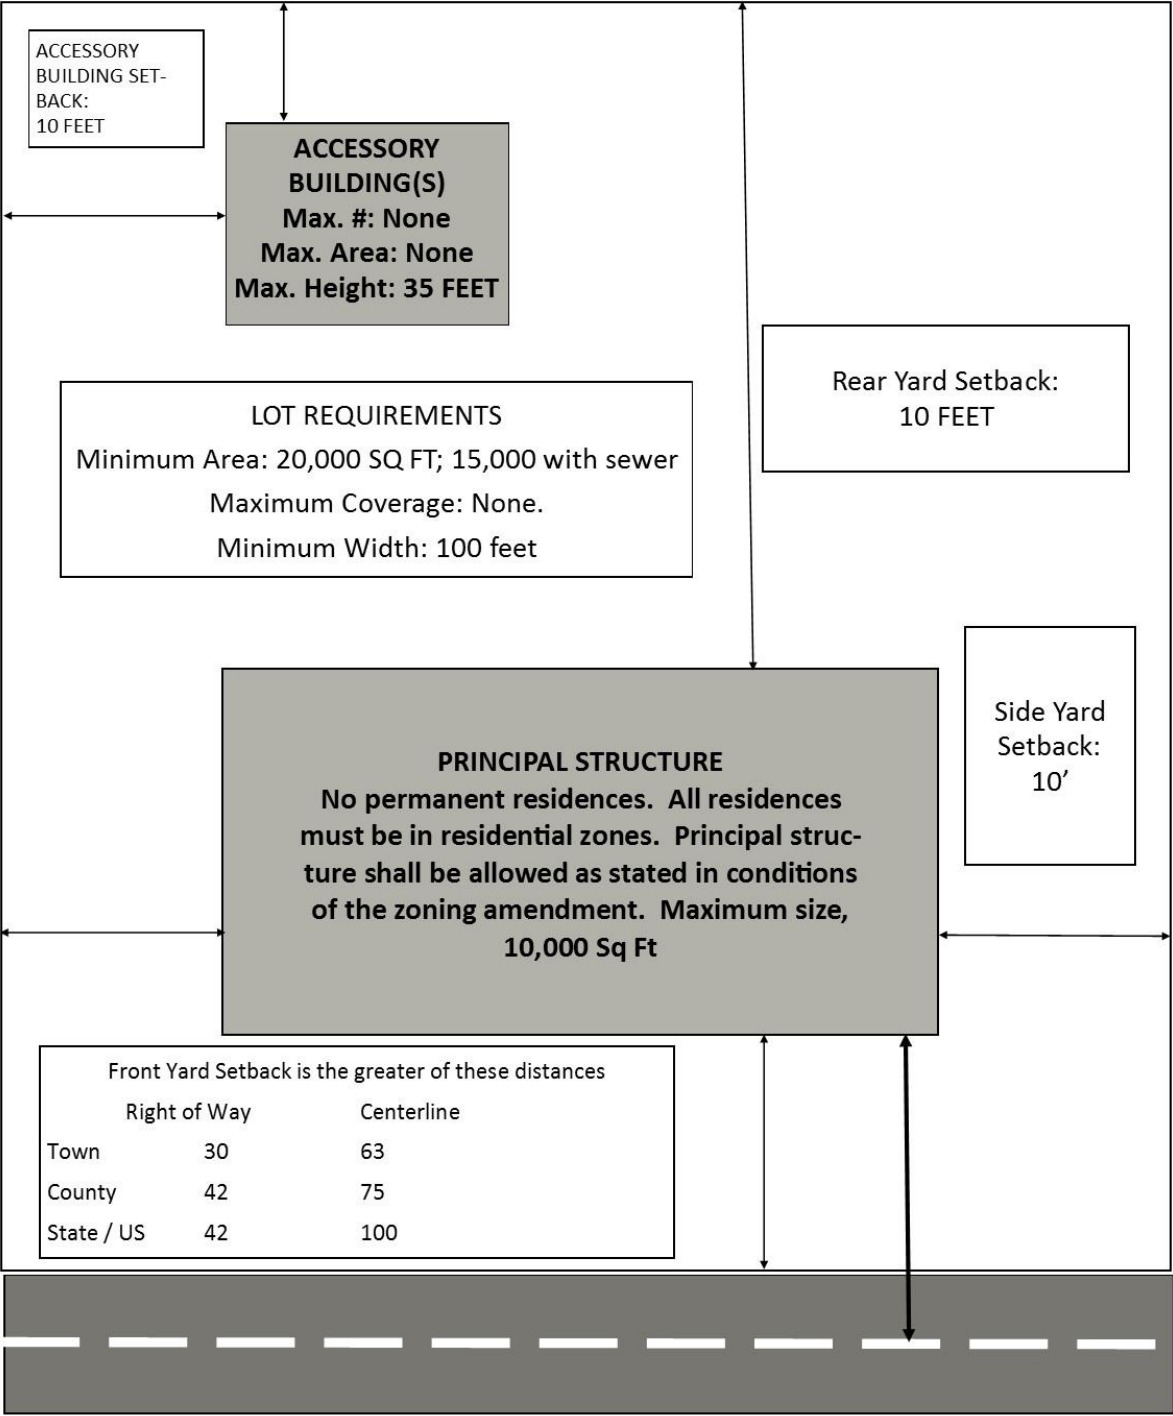 ACCESSORY
BUILDING SET-
BACK:
10 FEET
ACCESSORY
BUILDING(S)
Max. #: None
Max. Area: None
Max. Height: 35 FEET
Rear Yard Setback:
10 FEET
LOT REQUIREMENTS
Minimum Area: 20,000 SQ FT; 15,000 with sewer
Maximum Coverage: None.
Minimum Width: 100 feet
Side Yard
Setback:
10’
PRINCIPAL STRUCTURE
No permanent residences. All residences
must be in residential zones. Principal struc-
ture shall be allowed as stated in conditions
of the zoning amendment. Maximum size,
10,000 Sq Ft
Front Yard Setback is the greater of these distances
Right of Way Centerline
Town 30 63
County 42 75
State / US 42 100